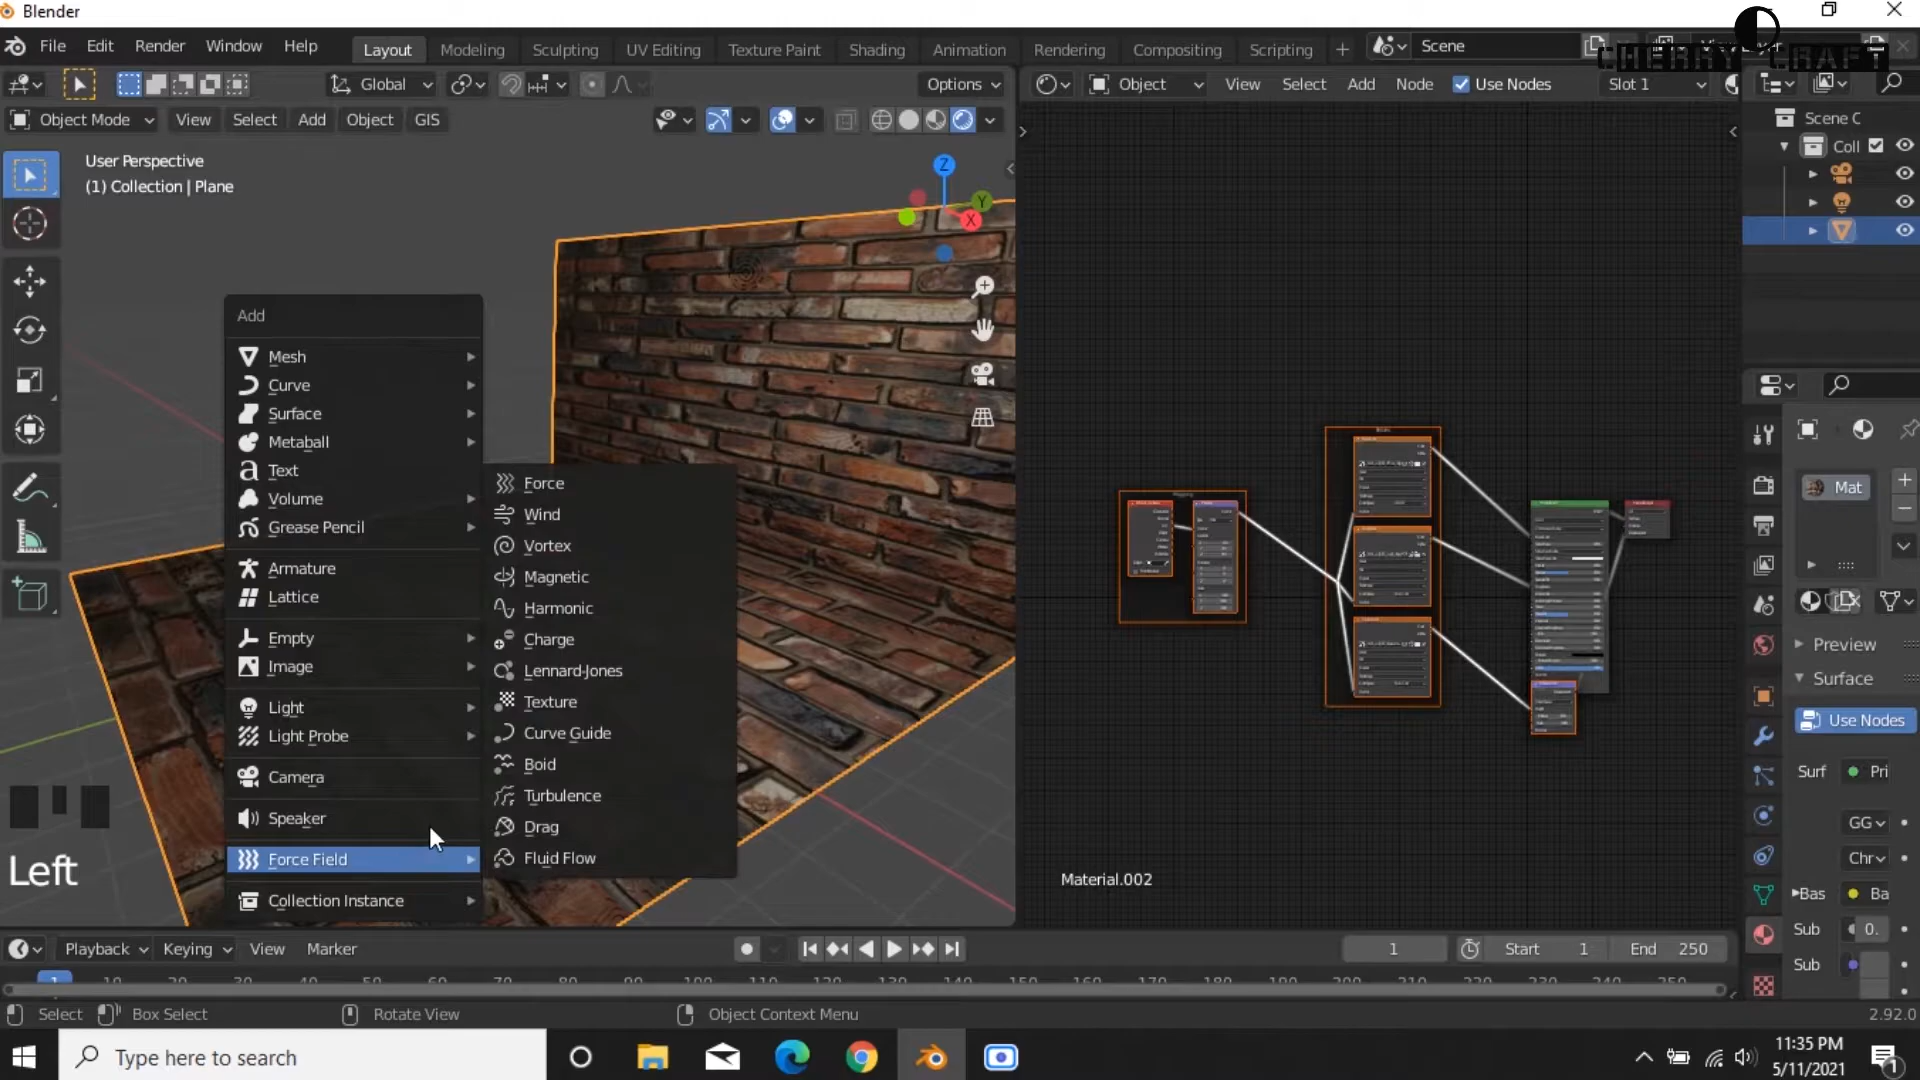 Blender
File Edit Render Window Help Layout Modeling Sculpting UV Editing Texture Paint Shading Animation Rendering Compositing Scripting + Scene
CHERRY CRAFT
Global Options Object View Select Add Node Use Nodes Slot 1
Object Mode View Select Add Object GIS
Scene C
Coll
User Perspective
(1) Collection | Plane
Z
Y
X
Add
Mesh
Curve
Surface
Metaball
Text
Volume
Grease Pencil
Armature
Lattice
Empty
Image
Light
Light Probe
Camera
Speaker
Force Field
Collection Instance
Force
Wind
Vortex
Magnetic
Harmonic
Charge
Lennard-Jones
Texture
Curve Guide
Boid
Turbulence
Drag
Fluid Flow
Left
Material.002
Mat
Preview
Surface
Use Nodes
Surf Pri
GG
Chr
Bas Ba
Sub 0.
Sub
Playback Keying View Marker 1 Start 1 End 250
1 10 20 30 40 50 60 70 80 90 100 110 120 130 140 150 160 170 180 190 200 210 220 230 240 250
Select Box Select Rotate View Object Context Menu 2.92.0
Type here to search
11:35 PM
5/11/2021
1